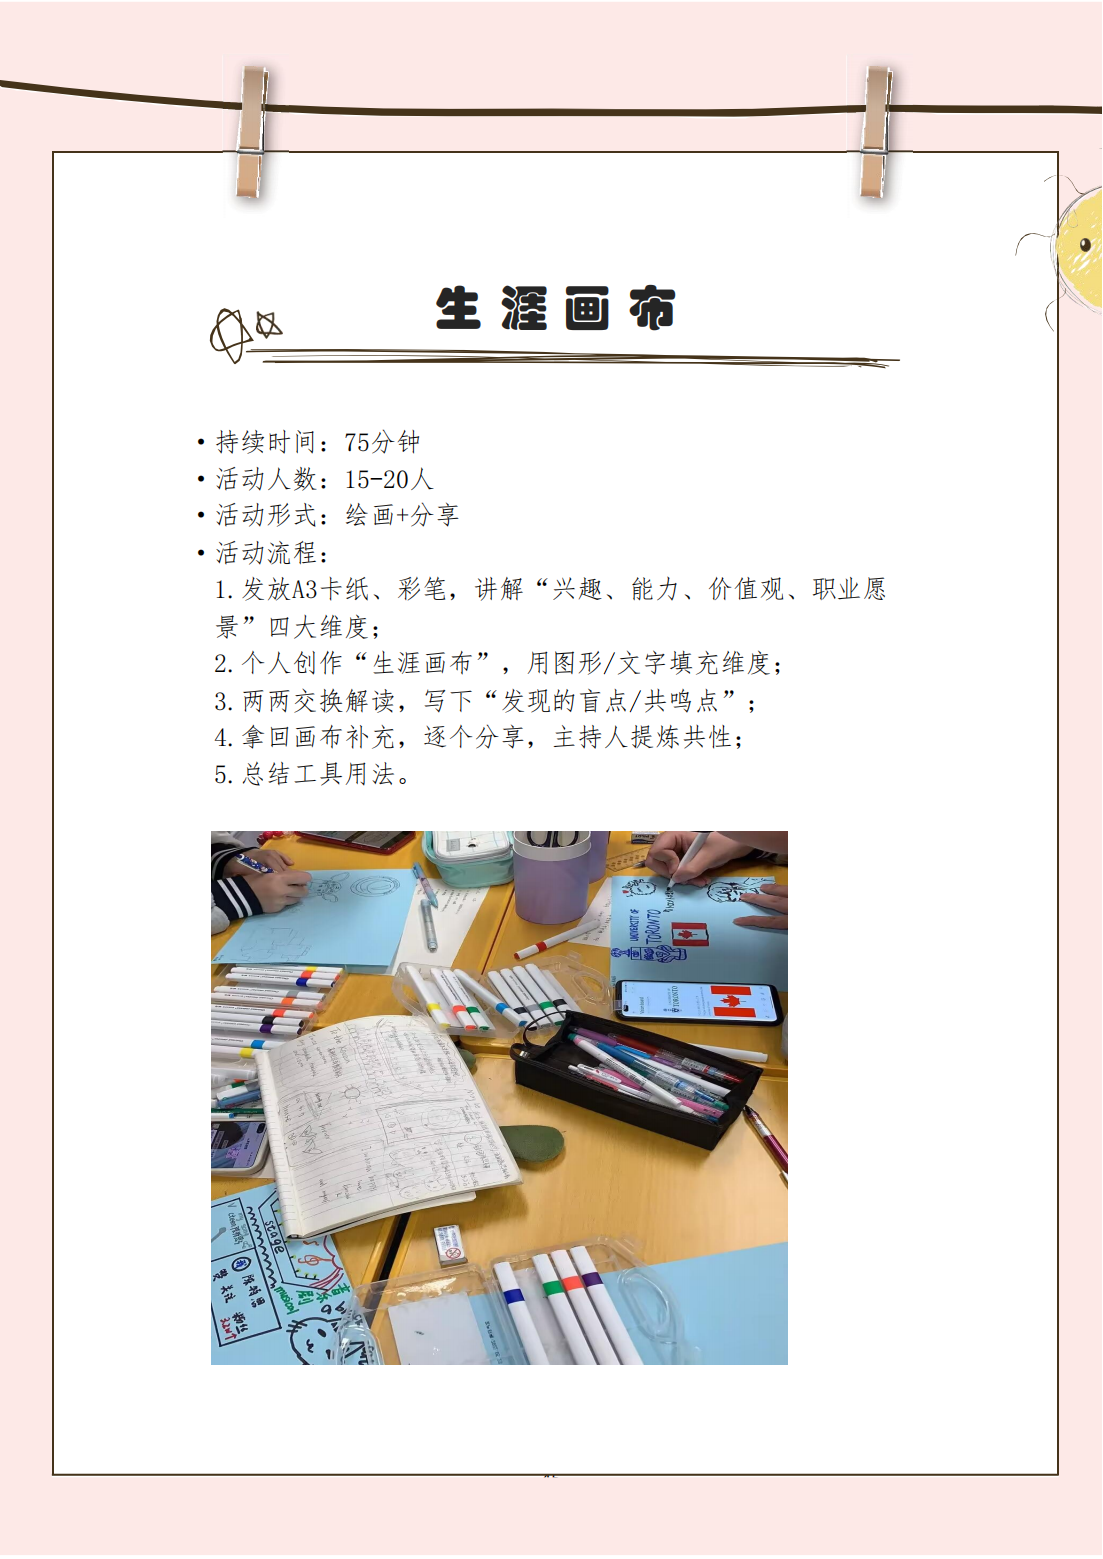 生涯画布
•持续时间：75分钟
•活动人数：15-20人
•活动形式：绘画+分享
•活动流程：
1.发放A3卡纸、彩笔，讲解“兴趣、能力、价值观、职业愿
景”四大维度；
2.个人创作“生涯画布”，用图形/文字填充维度；
3.两两交换解读，写下“发现的盲点/共鸣点”；
4.拿回画布补充，逐个分享，主持人提炼共性；
5.总结工具用法。
UNIVERSITY OF
TORONTO
TORONTO
stage
musical
音乐
剧